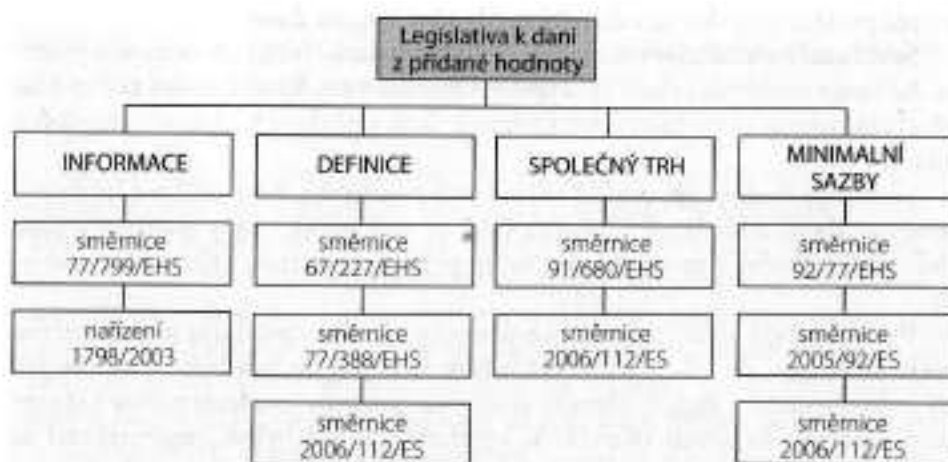 Legislativa k dani
z přidané hodnoty
INFORMACE
DEFINICE
SPOLEČNÝ TRH
MINIMALNÍ
SAZBY
směrnice
77/799/EHS
směrnice
67/227/EHS
směrnice
91/680/EHS
směrnice
92/77/EHS
nařízení
1798/2003
směrnice
77/388/EHS
směrnice
2006/112/ES
směrnice
2005/92/ES
směrnice
2006/112/ES
směrnice
2006/112/ES